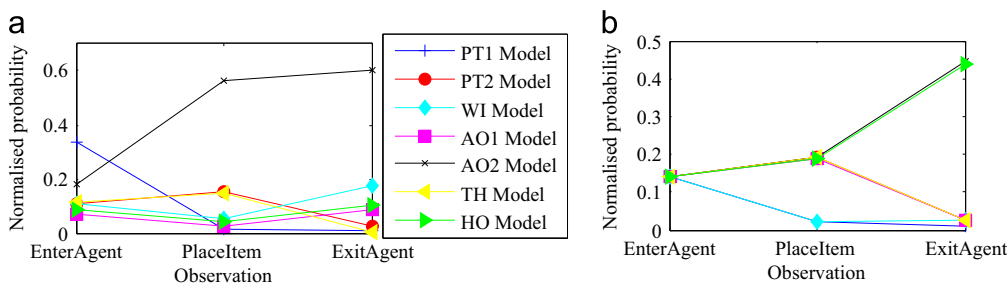 a
Normalised probability
0.6
0.4
0.2
0
EnterAgent PlaceItem ExitAgent
Observation
PT1 Model
PT2 Model
WI Model
AO1 Model
AO2 Model
TH Model
HO Model
b
Normalised probability
0.5
0.4
0.3
0.2
0.1
0
EnterAgent PlaceItem ExitAgent
Observation